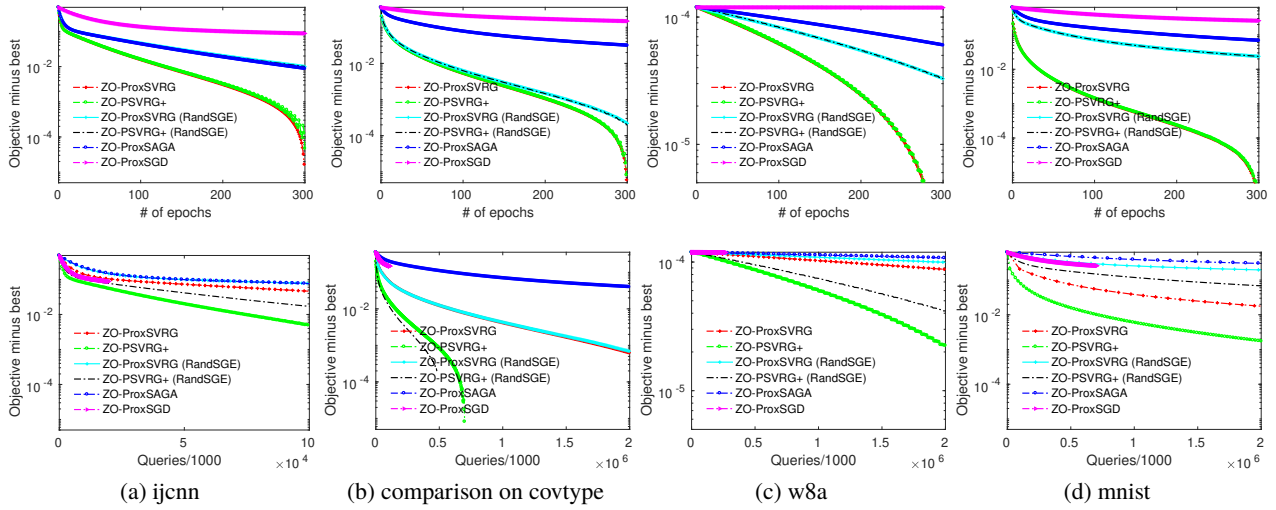 Objective minus best
10^-2
10^-4
ZO-ProxSVRG
ZO-PSVRG+
ZO-ProxSVRG (RandSGE)
ZO-PSVRG+ (RandSGE)
ZO-ProxSAGA
ZO-ProxSGD
0 100 200 300
# of epochs
Objective minus best
10^-2
10^-4
ZO-ProxSVRG
ZO-PSVRG+
ZO-ProxSVRG (RandSGE)
ZO-PSVRG+ (RandSGE)
ZO-ProxSAGA
ZO-ProxSGD
0 100 200 300
# of epochs
Objective minus best
10^-4
10^-5
ZO-ProxSVRG
ZO-PSVRG+
ZO-ProxSVRG (RandSGE)
ZO-PSVRG+ (RandSGE)
ZO-ProxSAGA
ZO-ProxSGD
0 100 200 300
# of epochs
Objective minus best
10^-2
10^-4
ZO-ProxSVRG
ZO-PSVRG+
ZO-ProxSVRG (RandSGE)
ZO-PSVRG+ (RandSGE)
ZO-ProxSAGA
ZO-ProxSGD
0 100 200 300
# of epochs
Objective minus best
10^-2
10^-4
ZO-ProxSVRG
ZO-PSVRG+
ZO-ProxSVRG (RandSGE)
ZO-PSVRG+ (RandSGE)
ZO-ProxSAGA
ZO-ProxSGD
0 5 10
Queries/1000 ×10^4
Objective minus best
10^-2
10^-4
ZO-ProxSVRG
ZO-PSVRG+
ZO-ProxSVRG (RandSGE)
ZO-PSVRG+ (RandSGE)
ZO-ProxSAGA
ZO-ProxSGD
0 0.5 1 1.5 2
Queries/1000 ×10^6
Objective minus best
10^-4
10^-5
ZO-ProxSVRG
ZO-PSVRG+
ZO-ProxSVRG (RandSGE)
ZO-PSVRG+ (RandSGE)
ZO-ProxSAGA
ZO-ProxSGD
0 0.5 1 1.5 2
Queries/1000 ×10^6
Objective minus best
10^-2
10^-4
ZO-ProxSVRG
ZO-PSVRG+
ZO-ProxSVRG (RandSGE)
ZO-PSVRG+ (RandSGE)
ZO-ProxSAGA
ZO-ProxSGD
0 0.5 1 1.5 2
Queries/1000 ×10^6
(a) ijcnn
(b) comparison on covtype
(c) w8a
(d) mnist